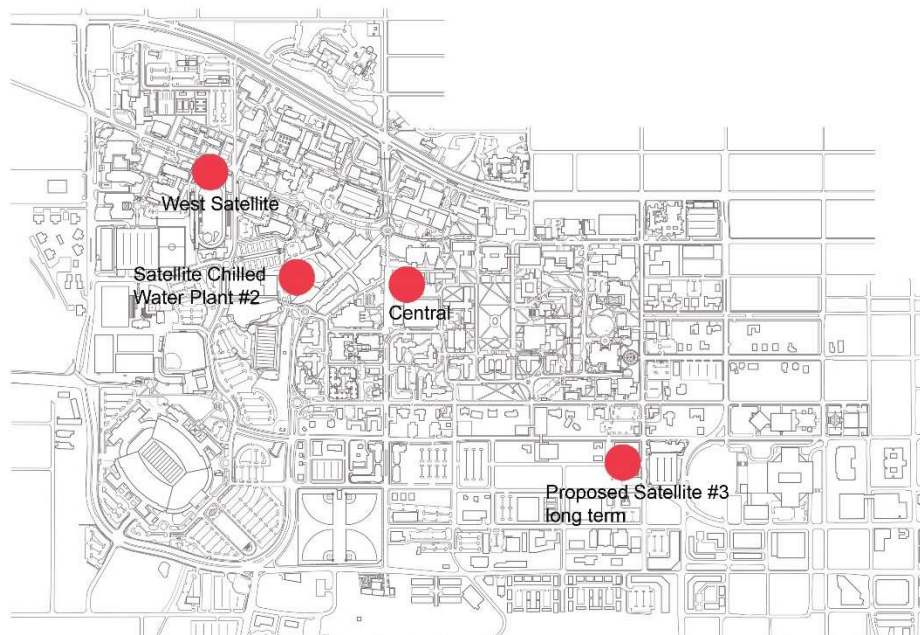 West Satellite
Satellite Chilled
Water Plant #2
Central
Proposed Satellite #3
long term